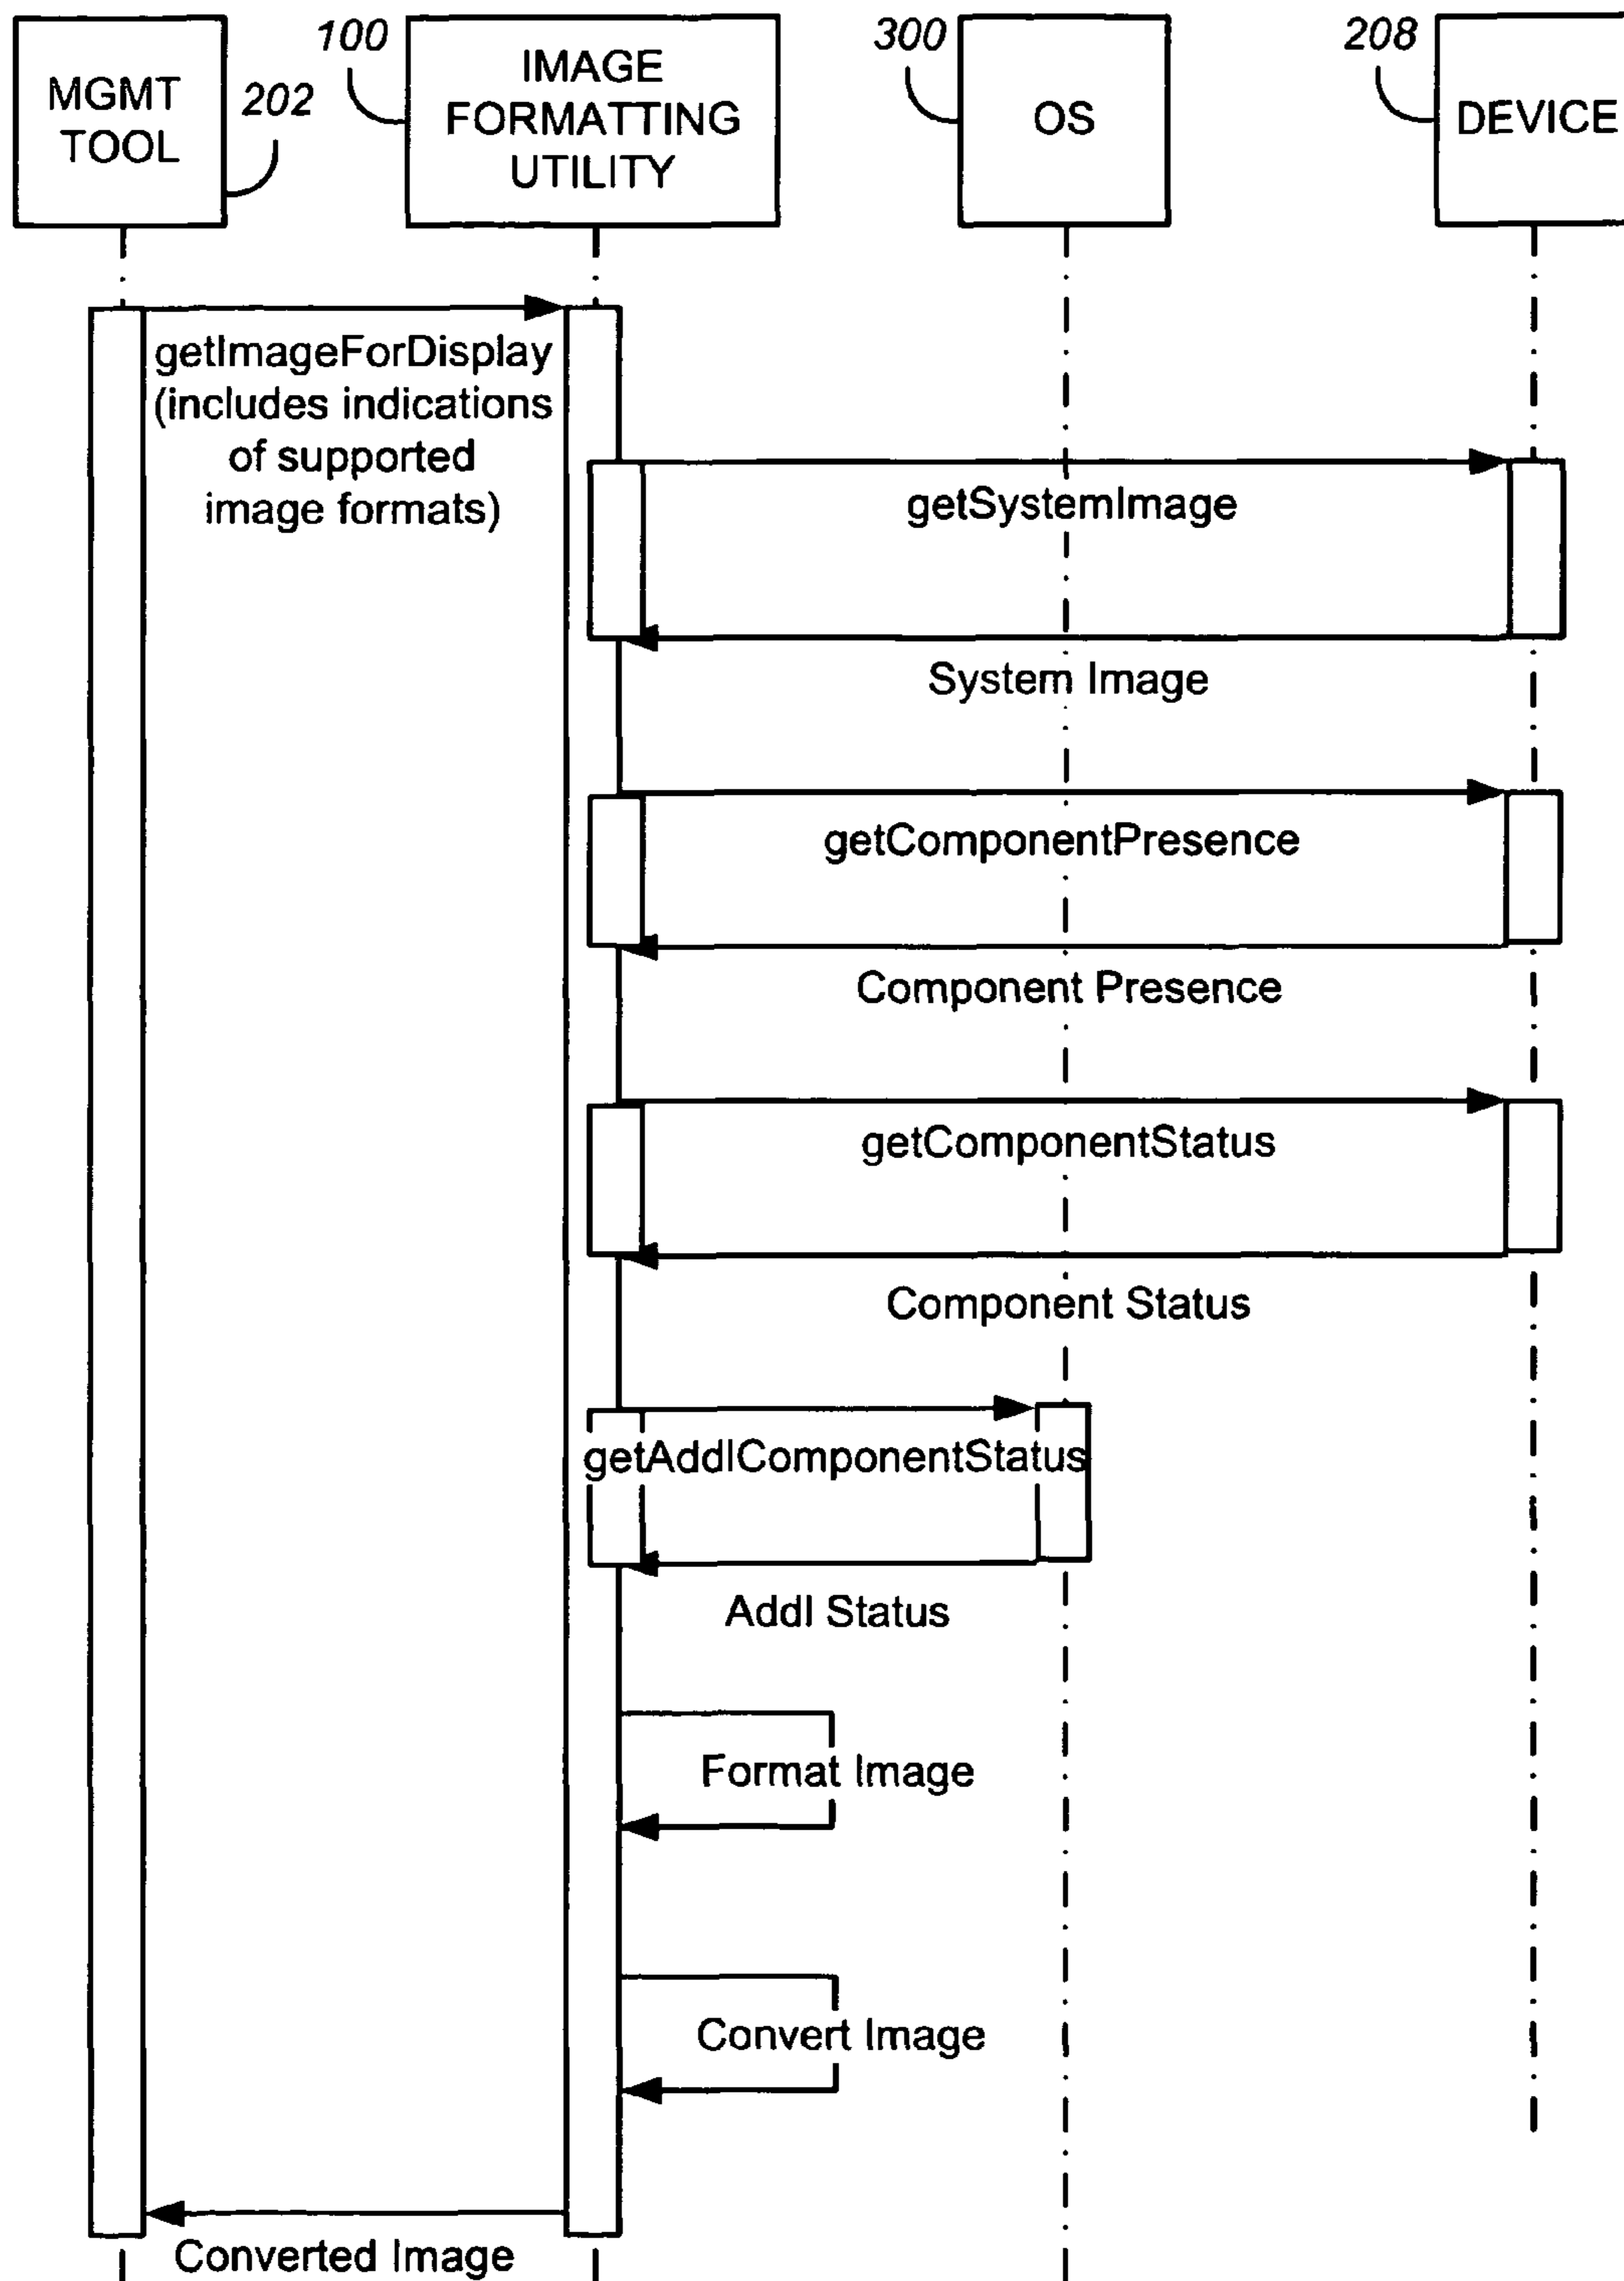 MGMT
TOOL
202
100
IMAGE
FORMATTING
UTILITY
300
OS
208
DEVICE
getImageForDisplay
(includes indications
of supported
image formats)
getSystemImage
System Image
getComponentPresence
Component Presence
getComponentStatus
Component Status
getAddlComponentStatus
Addl Status
Format Image
Convert Image
Converted Image